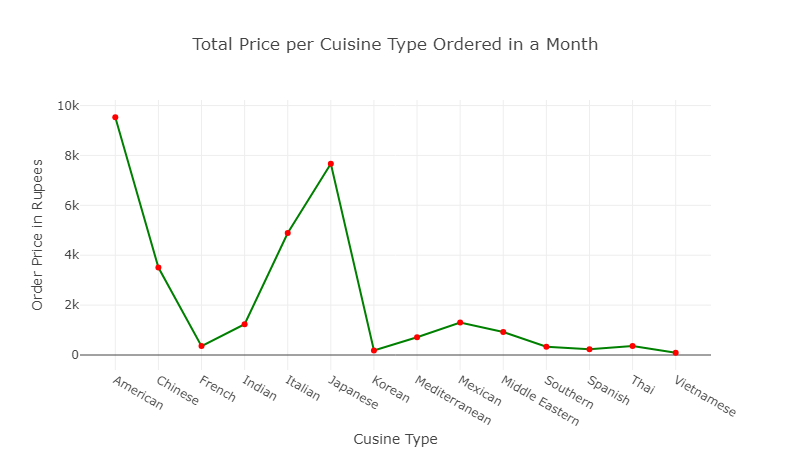 Total Price per Cuisine Type Ordered in a Month
Order Price in Rupees
10k
8k
6k
4k
2k
0
American
Chinese
French
Indian
Italian
Japanese
Korean
Mediterranean
Mexican
Middle Eastern
Southern
Spanish
Thai
Vietnamese
Cusine Type